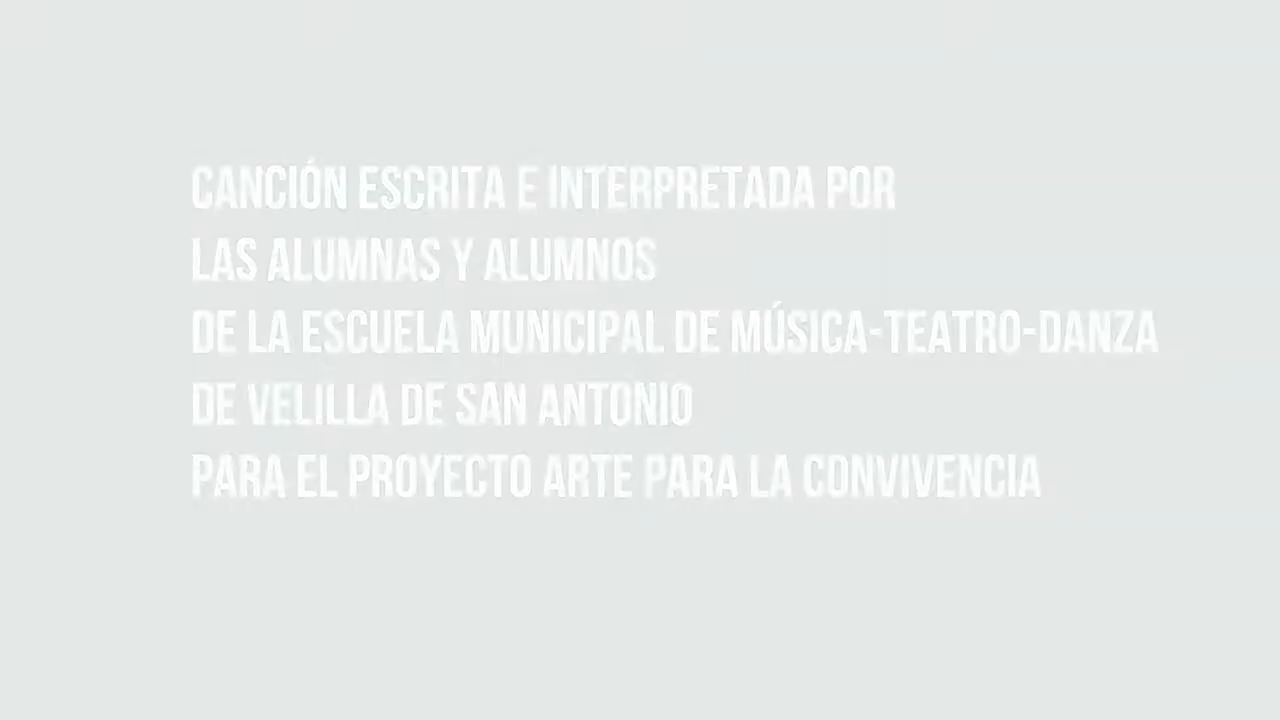 CANCIÓN ESCRITA E INTERPRETADA POR
LAS ALUMNAS Y ALUMNOS
DE LA ESCUELA MUNICIPAL DE MÚSICA-TEATRO-DANZA
DE VELILLA DE SAN ANTONIO
PARA EL PROYECTO ARTE PARA LA CONVIVENCIA